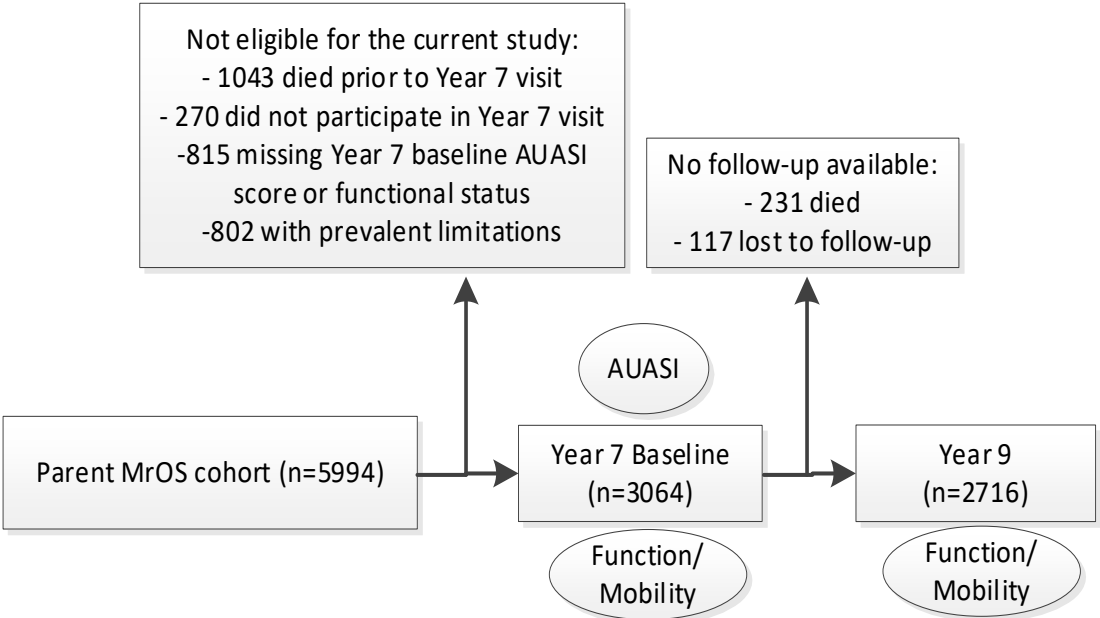 Not eligible for the current study:
- 1043 died prior to Year 7 visit
- 270 did not participate in Year 7 visit
-815 missing Year 7 baseline AUASI
score or functional status
-802 with prevalent limitations
No follow-up available:
- 231 died
- 117 lost to follow-up
AUASI
Parent MrOS cohort (n=5994)
Year 7 Baseline
(n=3064)
Year 9
(n=2716)
Function/
Mobility
Function/
Mobility